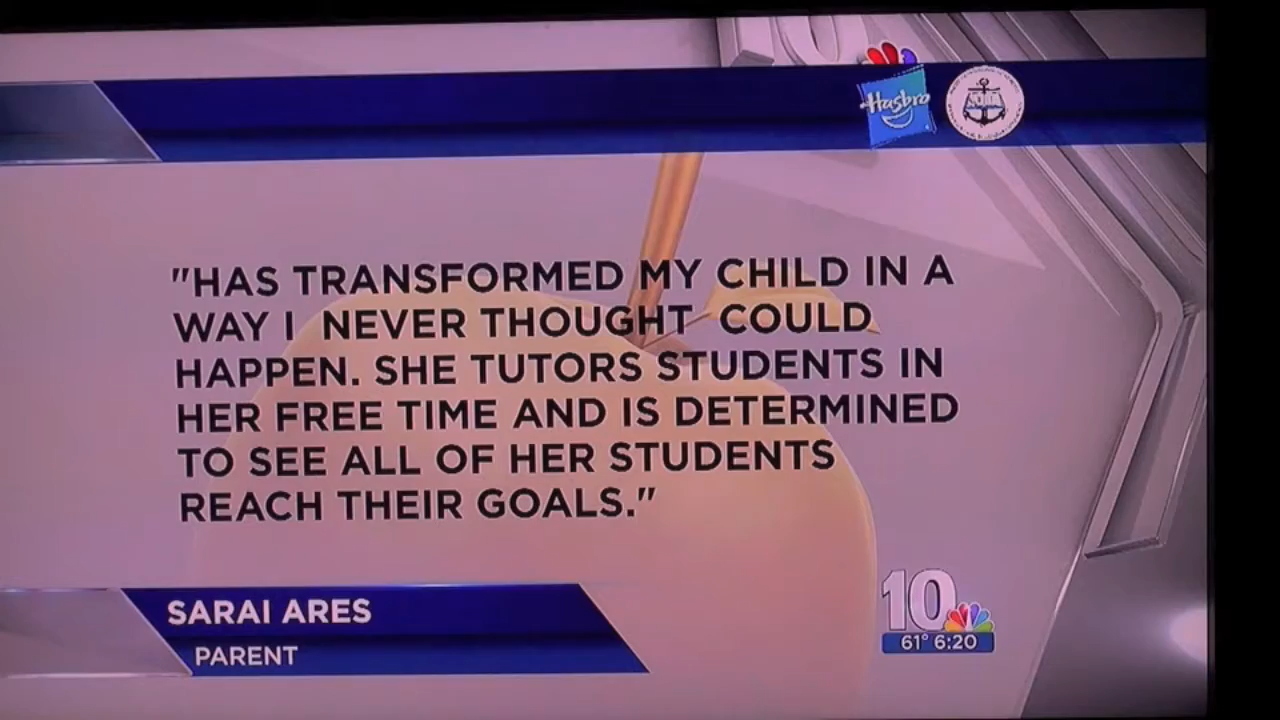 10
Hasbro
"HAS TRANSFORMED MY CHILD IN A
WAY I NEVER THOUGHT COULD
HAPPEN. SHE TUTORS STUDENTS IN
HER FREE TIME AND IS DETERMINED
TO SEE ALL OF HER STUDENTS
REACH THEIR GOALS."
SARAI ARES
PARENT
10
61° 6:20